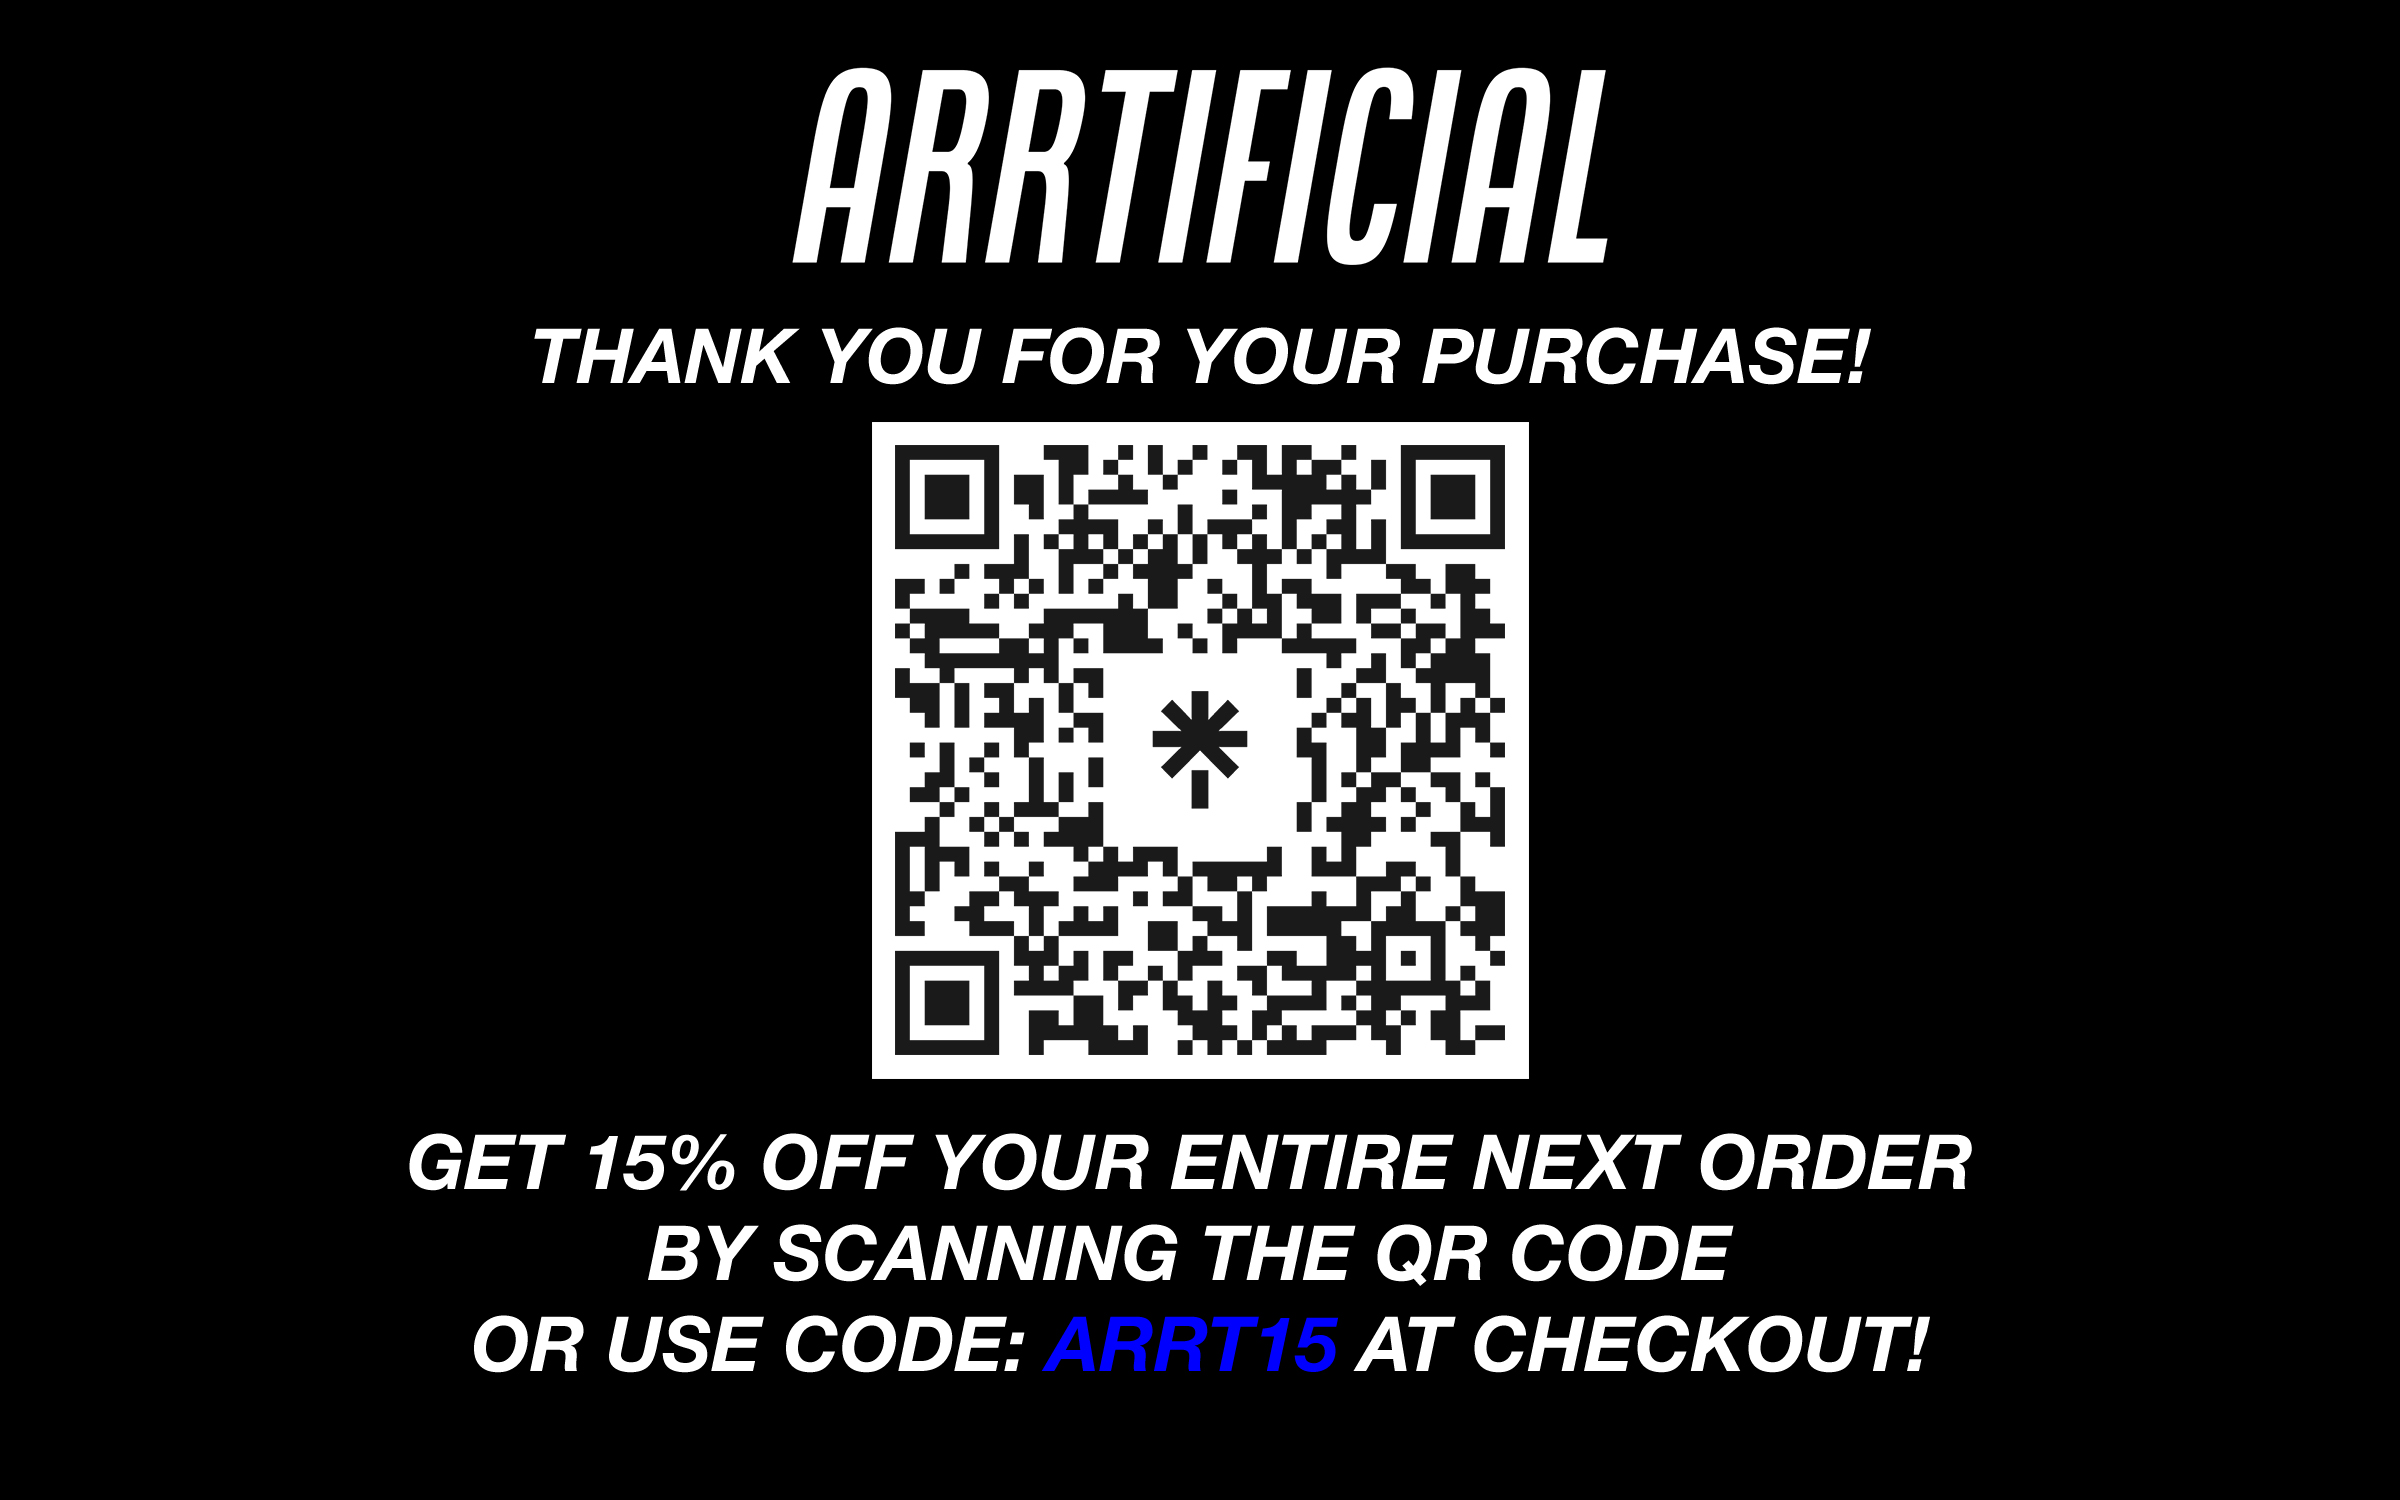 ARRTIFICIAL
THANK YOU FOR YOUR PURCHASE!
GET 15% OFF YOUR ENTIRE NEXT ORDER
BY SCANNING THE QR CODE
OR USE CODE: ARRT15 AT CHECKOUT!